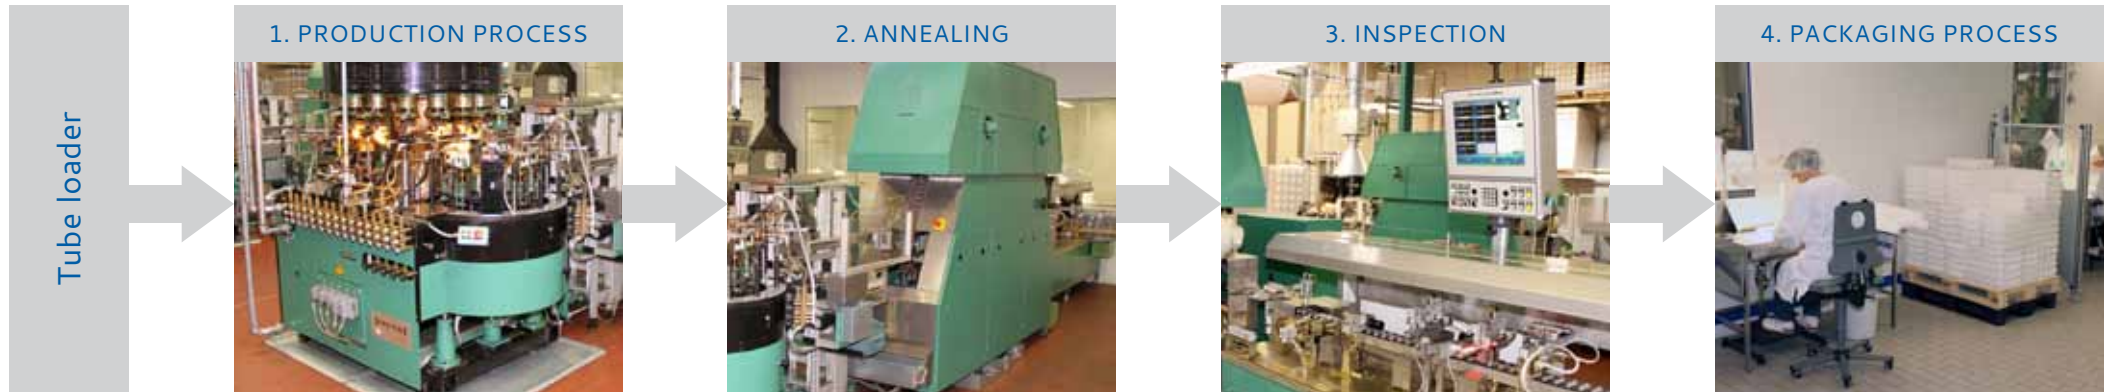 Tube loader
1. PRODUCTION PROCESS
2. ANNEALING
3. INSPECTION
4. PACKAGING PROCESS